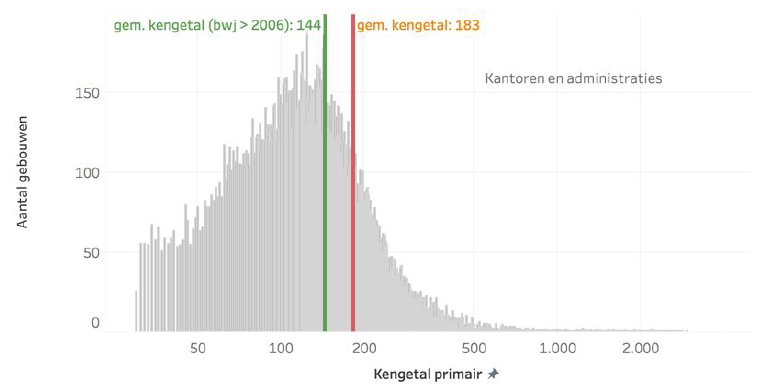 gem. kengetal (bwj > 2006): 144
gem. kengetal: 183
Kantoren en administraties
Aantal gebouwen
150
100
50
0
50
100
200
500
1.000
2.000
Kengetal primair